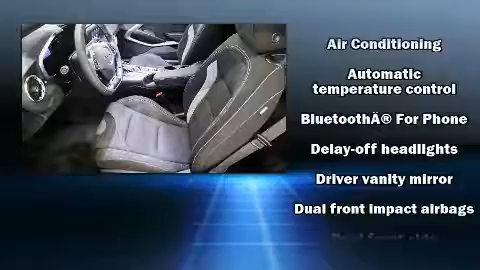 Air Conditioning
Automatic
temperature control
BluetoothÂ® For Phone
Delay-off headlights
Driver vanity mirror
Dual front impact airbags